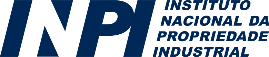 INPI
INSTITUTO
NACIONAL DA
PROPRIEDADE
INDUSTRIAL